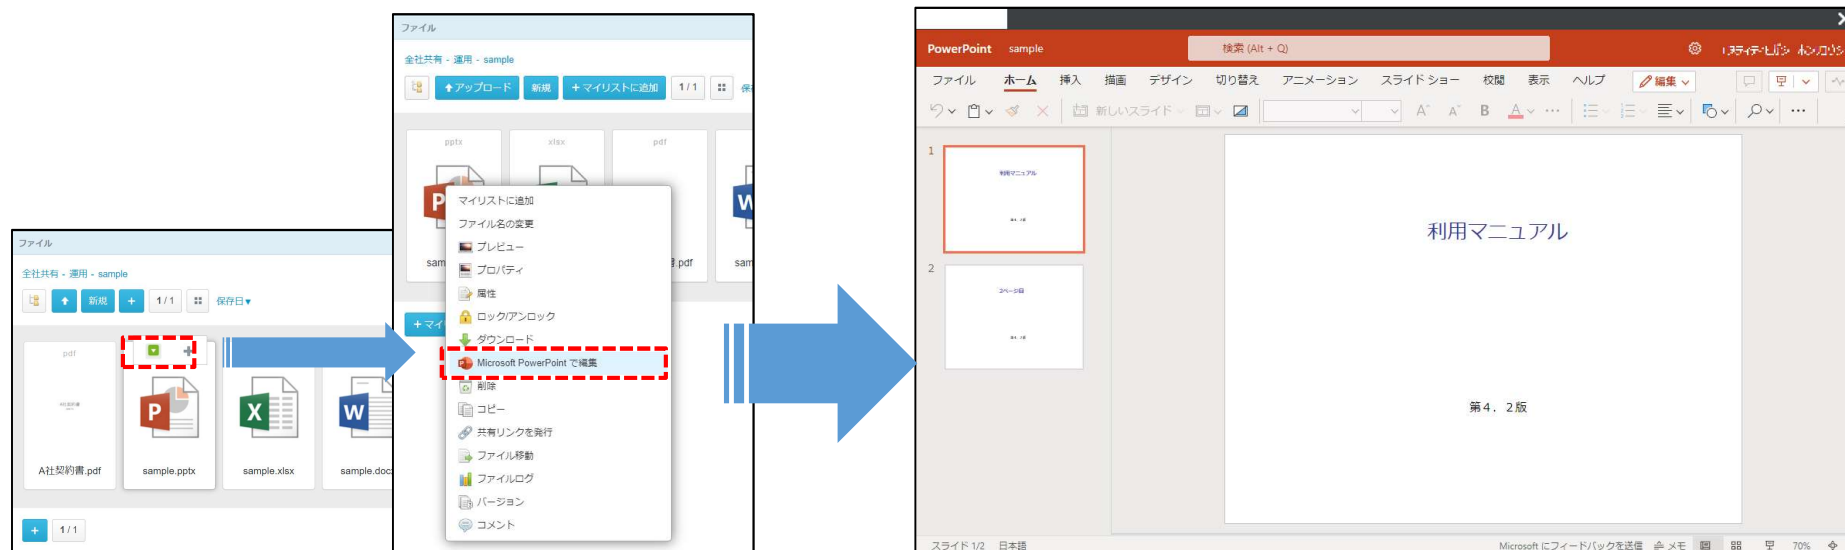 ファイル
全社共有 - 運用 - sample
新規
+
1 / 1
保存日▼
pdf
A社契約書.pdf
sample.pptx
sample.xlsx
sample.doc
+
1 / 1
ファイル
全社共有 - 運用 - sample
アップロード
新規
+マイリストに追加
1 / 1
pptx
xlsx
pdf
sam
.pdf
sam
+マイ
マイリストに追加
ファイル名の変更
プレビュー
プロパティ
属性
ロック/アンロック
ダウンロード
Microsoft PowerPoint で編集
削除
コピー
共有リンクを発行
ファイル移動
ファイルログ
バージョン
コメント
PowerPoint sample
検索 (Alt + Q)
ファイル ホーム 挿入 描画 デザイン 切り替え アニメーション スライド ショー 校閲 表示 ヘルプ 編集
新しいスライド
1
利用マニュアル
第4．2版
2
2ページ目
利用マニュアル
第4．2版
スライド 1/2 日本語
Microsoft にフィードバックを送信 メモ 70%